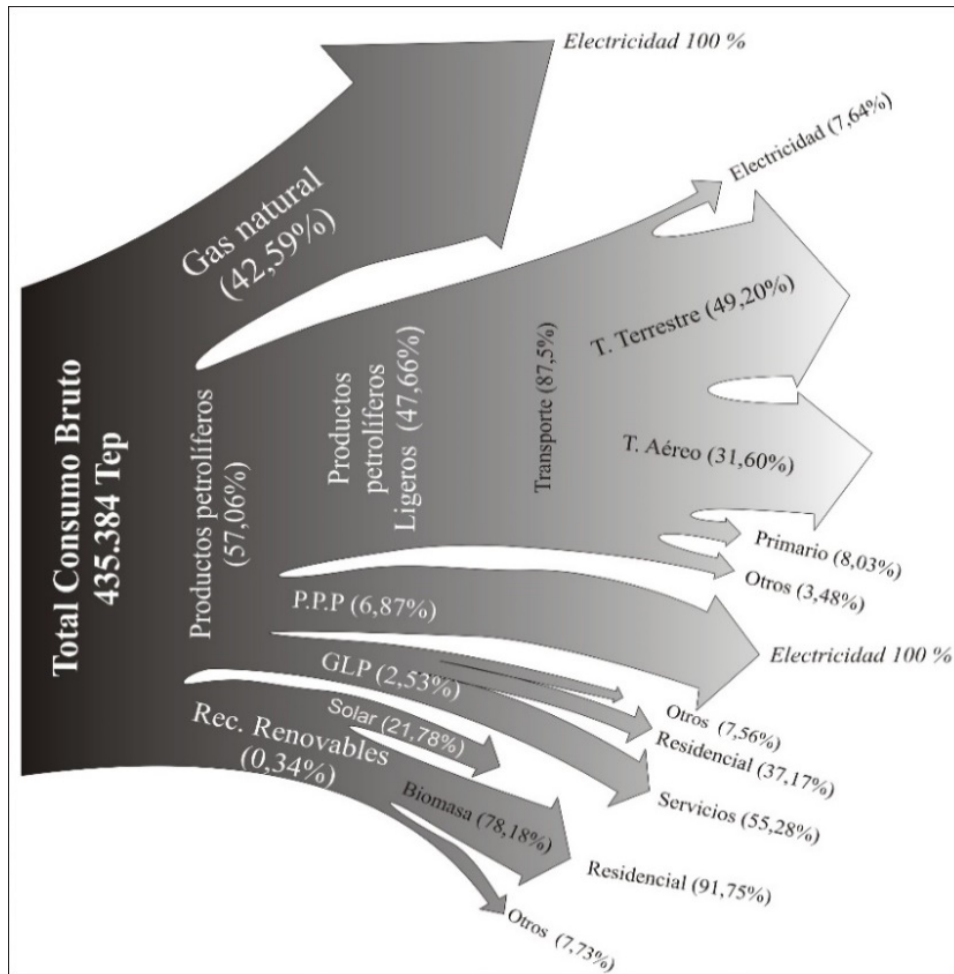 Electricidad 100 %
Electricidad (7,64%)
Gas natural
(42,59%)
T. Terrestre (49,20%)
Total Consumo Bruto
435.384 Tep
Productos petrolíferos
(57,06%)
Productos
petrolíferos
Ligeros (47,66%)
Transporte (87,5%)
T. Aéreo (31,60%)
Primario (8,03%)
Otros (3,48%)
P.P.P (6,87%)
Electricidad 100 %
GLP (2,53%)
Otros (7,56%)
Residencial (37,17%)
Servicios (55,28%)
Solar (21,78%)
Rec. Renovables
(0,34%)
Biomasa (78,18%)
Residencial (91,75%)
Otros (7,73%)